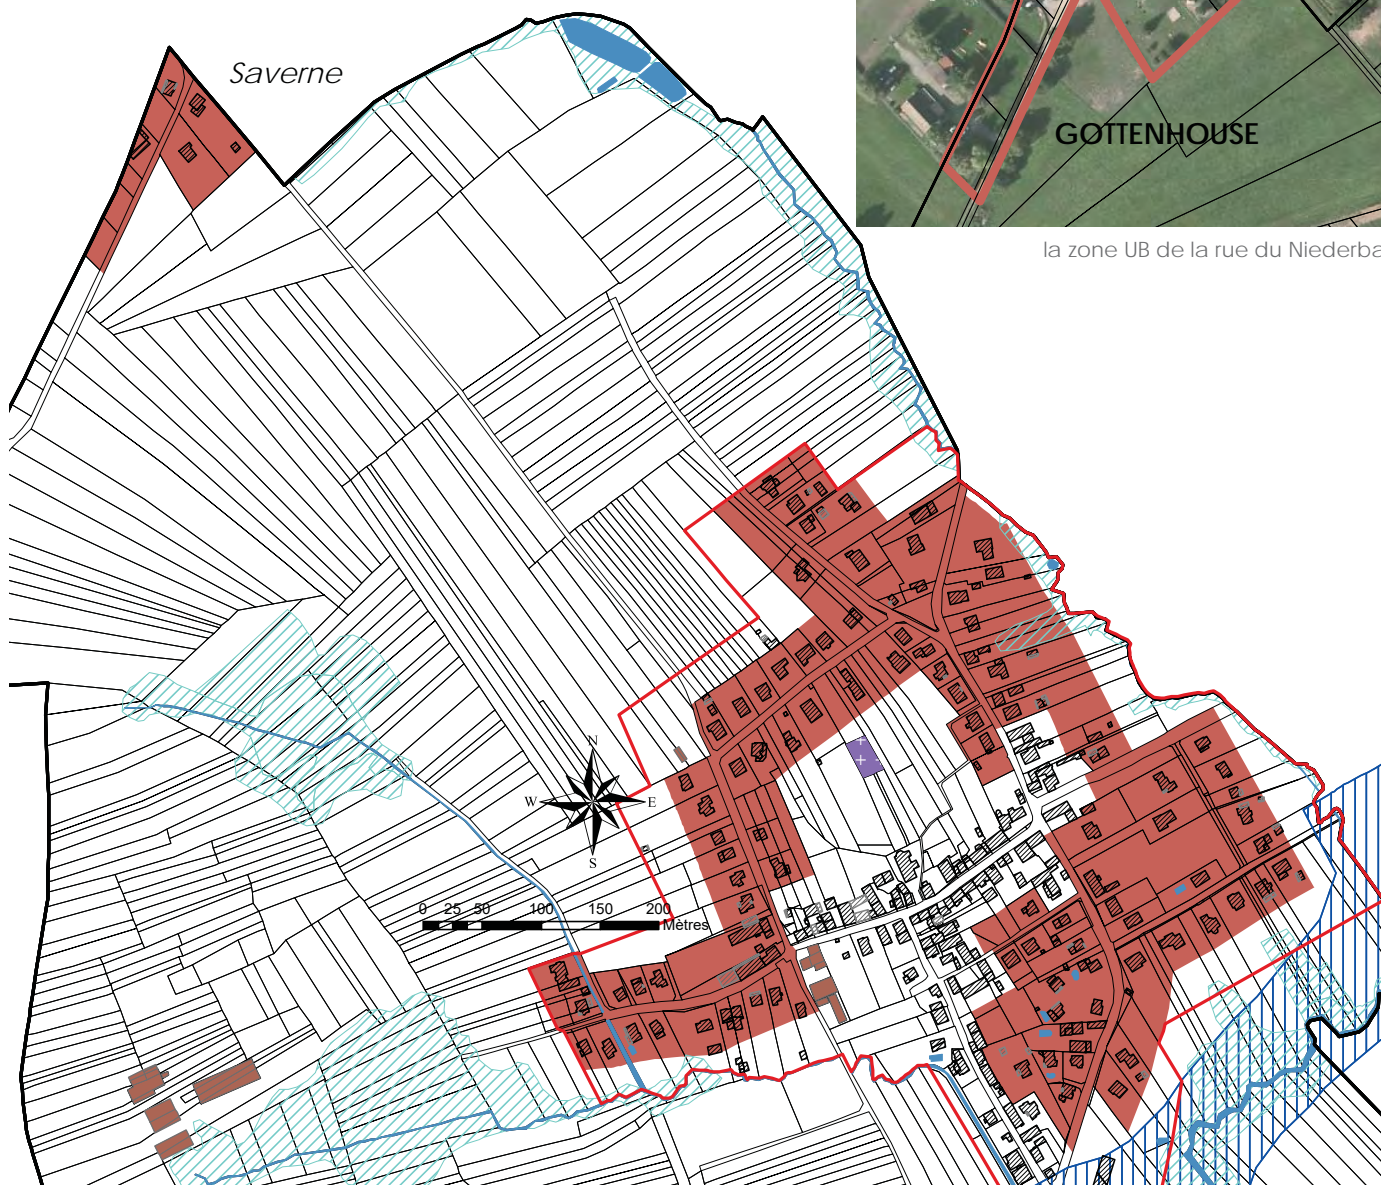 Saverne
GOTTENHOUSE
la zone UB de la rue du Niederba
N
W E
S
0 25 50 100 150 200
Mètres